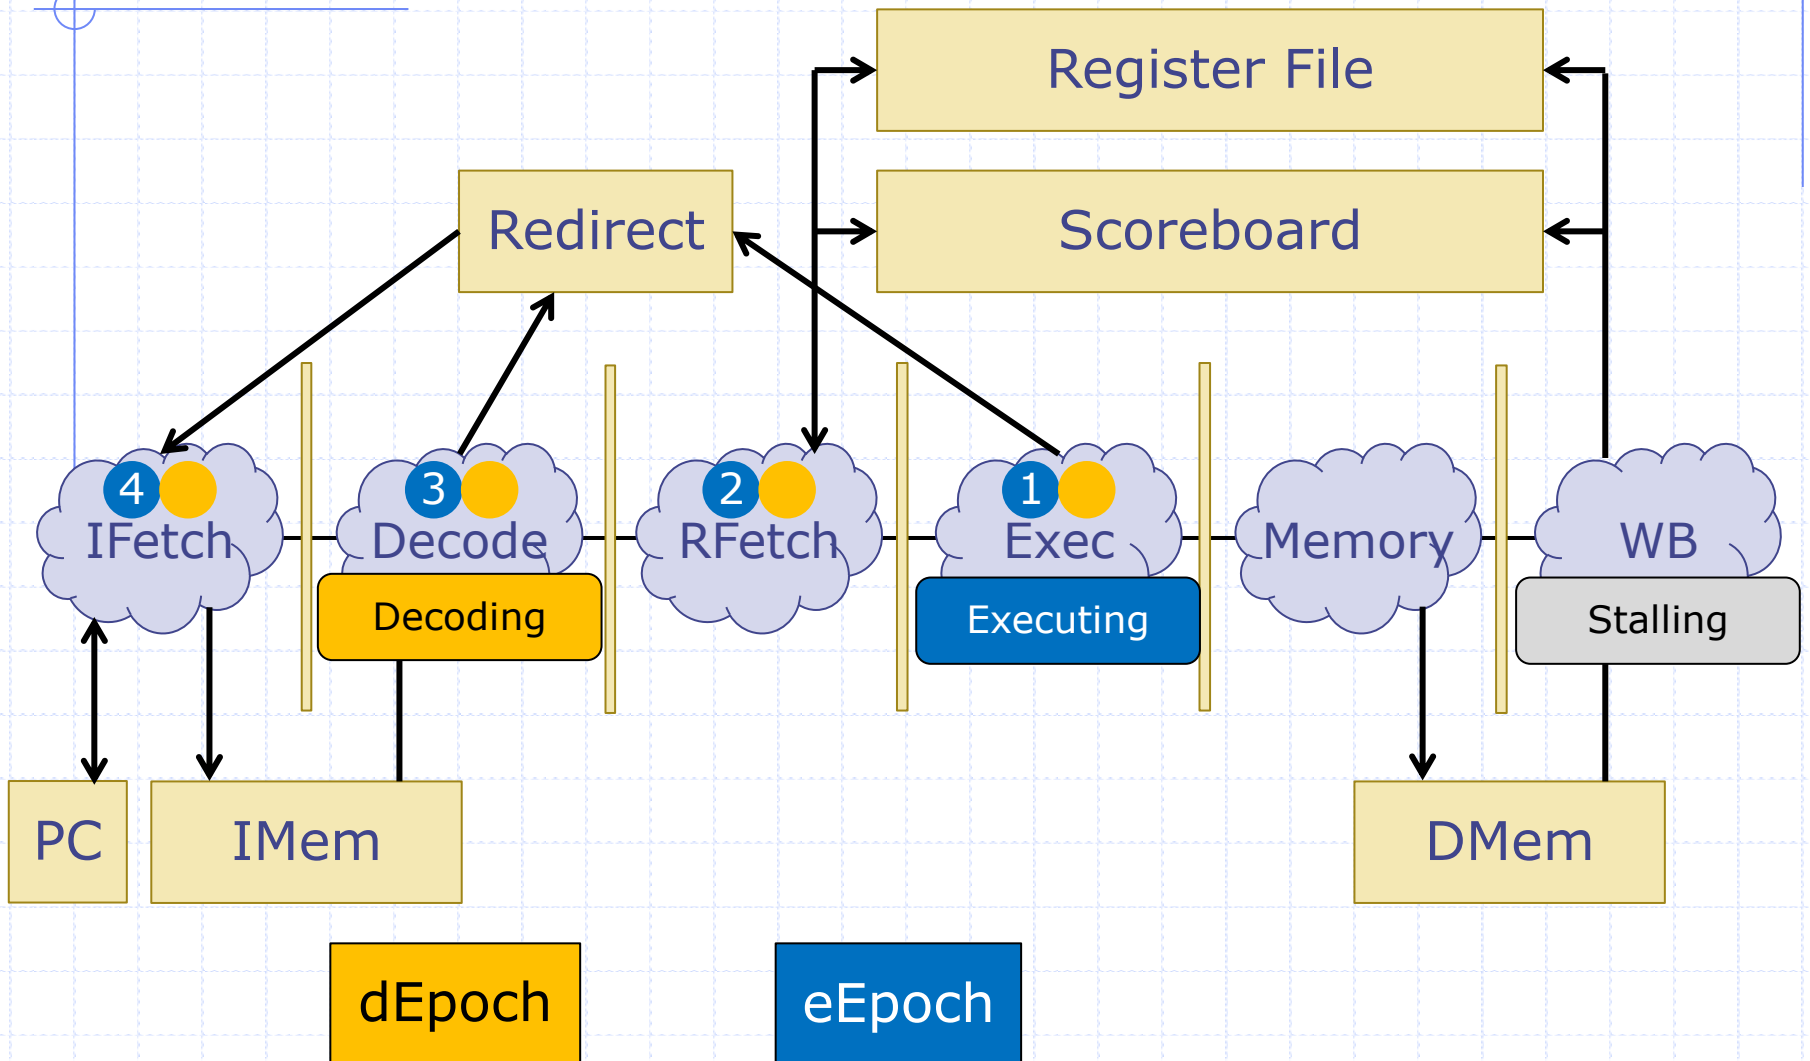 Register File
Redirect
Scoreboard
4
IFetch
3
Decode
2
RFetch
1
Exec
Memory
WB
Decoding
Executing
Stalling
PC
IMem
DMem
dEpoch
eEpoch